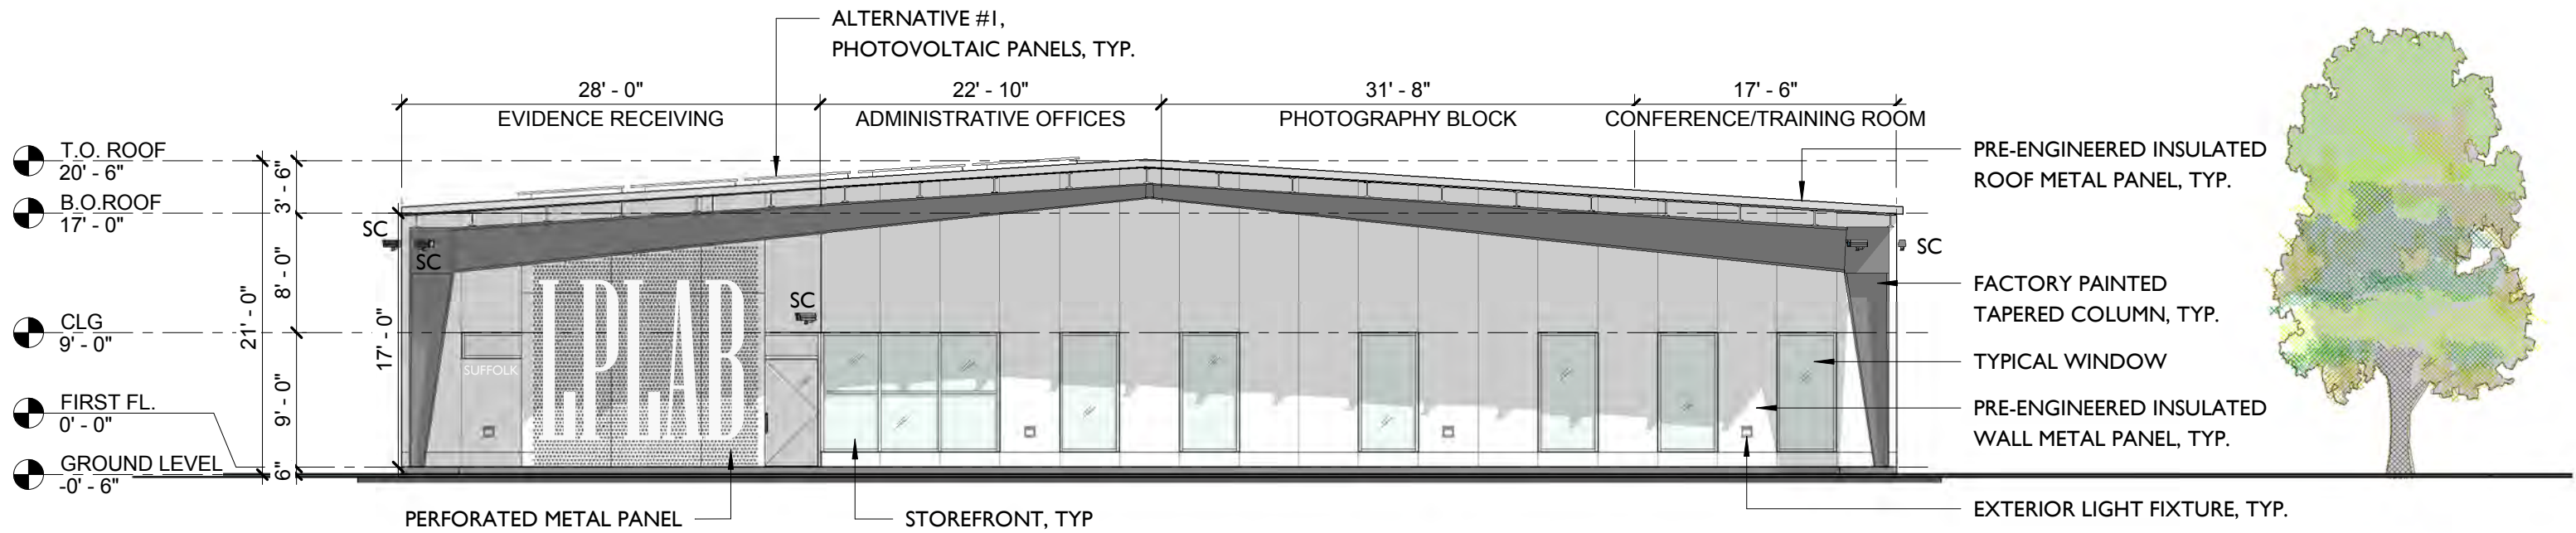 ALTERNATIVE #1,
PHOTOVOLTAIC PANELS, TYP.
28' - 0"
22' - 10"
31' - 8"
17' - 6"
EVIDENCE RECEIVING
ADMINISTRATIVE OFFICES
PHOTOGRAPHY BLOCK
CONFERENCE/TRAINING ROOM
T.O. ROOF
20' - 6"
B.O.ROOF
17' - 0"
CLG
9' - 0"
FIRST FL.
0' - 0"
GROUND LEVEL
-0' - 6"
21' - 0"
3' - 6"
8' - 0"
9' - 0"
6"
17' - 0"
SC
SC
SC
SC
SUFFOLK
LPLAB
PRE-ENGINEERED INSULATED
ROOF METAL PANEL, TYP.
FACTORY PAINTED
TAPERED COLUMN, TYP.
TYPICAL WINDOW
PRE-ENGINEERED INSULATED
WALL METAL PANEL, TYP.
EXTERIOR LIGHT FIXTURE, TYP.
PERFORATED METAL PANEL
STOREFRONT, TYP